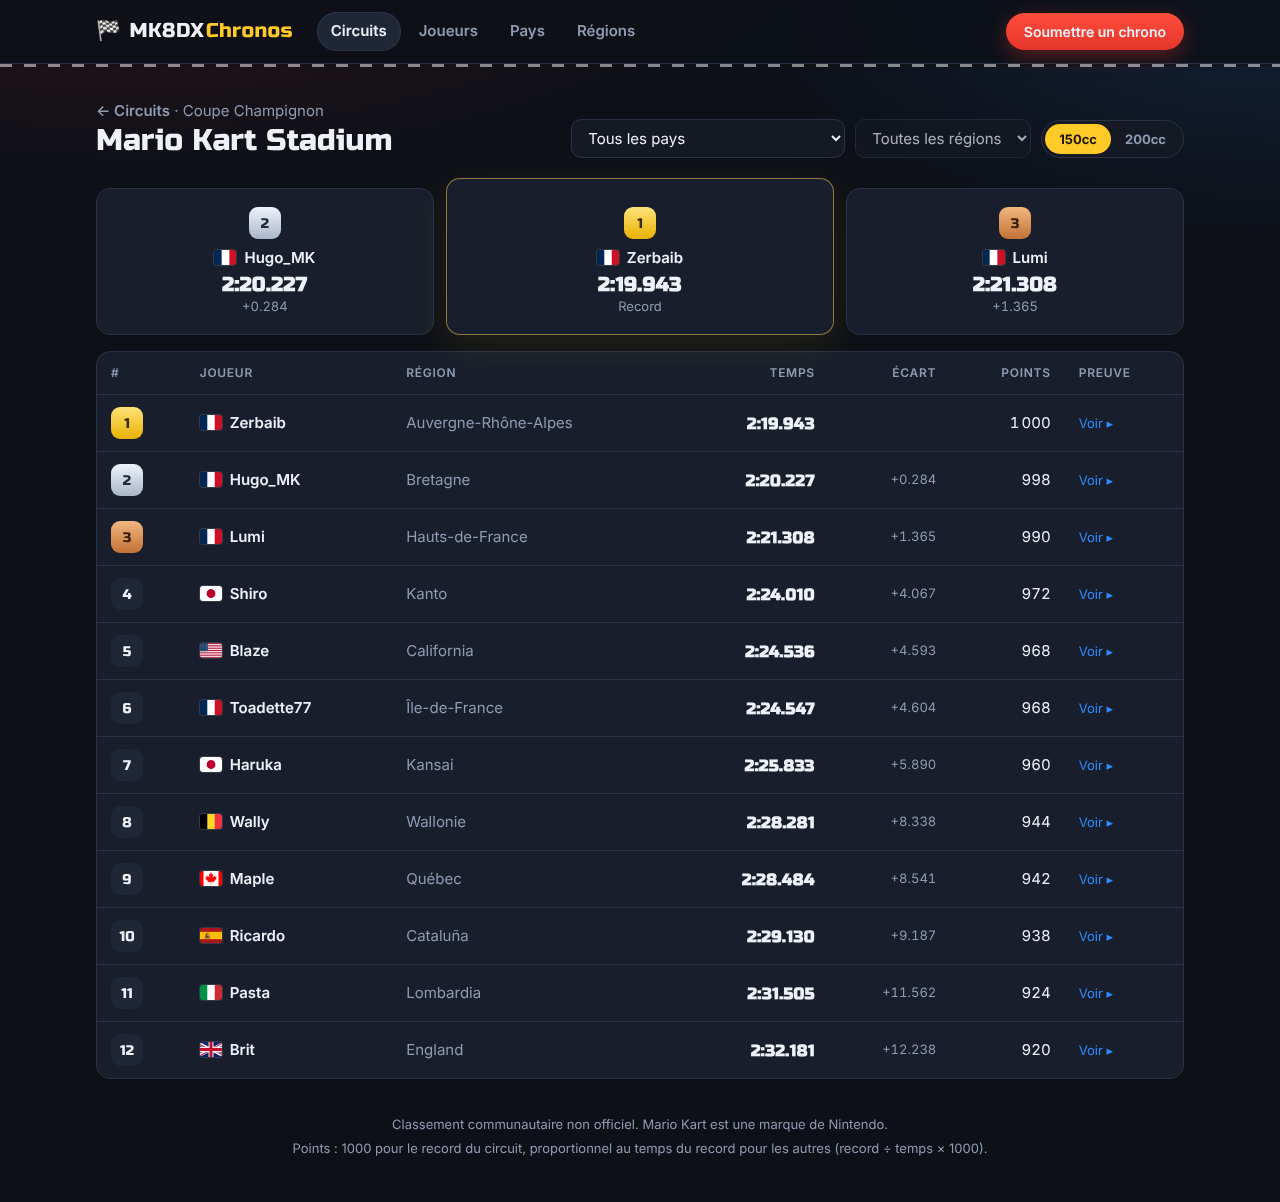 MK8DXChronos Circuits Joueurs Pays Régions Soumettre un chrono
← Circuits · Coupe Champignon
Mario Kart Stadium
Tous les pays Toutes les régions 150cc 200cc
2
Hugo_MK
2:20.227
+0.284
1
Zerbaib
2:19.943
Record
3
Lumi
2:21.308
+1.365
# JOUEUR RÉGION TEMPS ÉCART POINTS PREUVE
1 Zerbaib Auvergne-Rhône-Alpes 2:19.943 1 000 Voir ▸
2 Hugo_MK Bretagne 2:20.227 +0.284 998 Voir ▸
3 Lumi Hauts-de-France 2:21.308 +1.365 990 Voir ▸
4 Shiro Kanto 2:24.010 +4.067 972 Voir ▸
5 Blaze California 2:24.536 +4.593 968 Voir ▸
6 Toadette77 Île-de-France 2:24.547 +4.604 968 Voir ▸
7 Haruka Kansai 2:25.833 +5.890 960 Voir ▸
8 Wally Wallonie 2:28.281 +8.338 944 Voir ▸
9 Maple Québec 2:28.484 +8.541 942 Voir ▸
10 Ricardo Cataluña 2:29.130 +9.187 938 Voir ▸
11 Pasta Lombardia 2:31.505 +11.562 924 Voir ▸
12 Brit England 2:32.181 +12.238 920 Voir ▸
Classement communautaire non officiel. Mario Kart est une marque de Nintendo.
Points : 1000 pour le record du circuit, proportionnel au temps du record pour les autres (record ÷ temps × 1000).